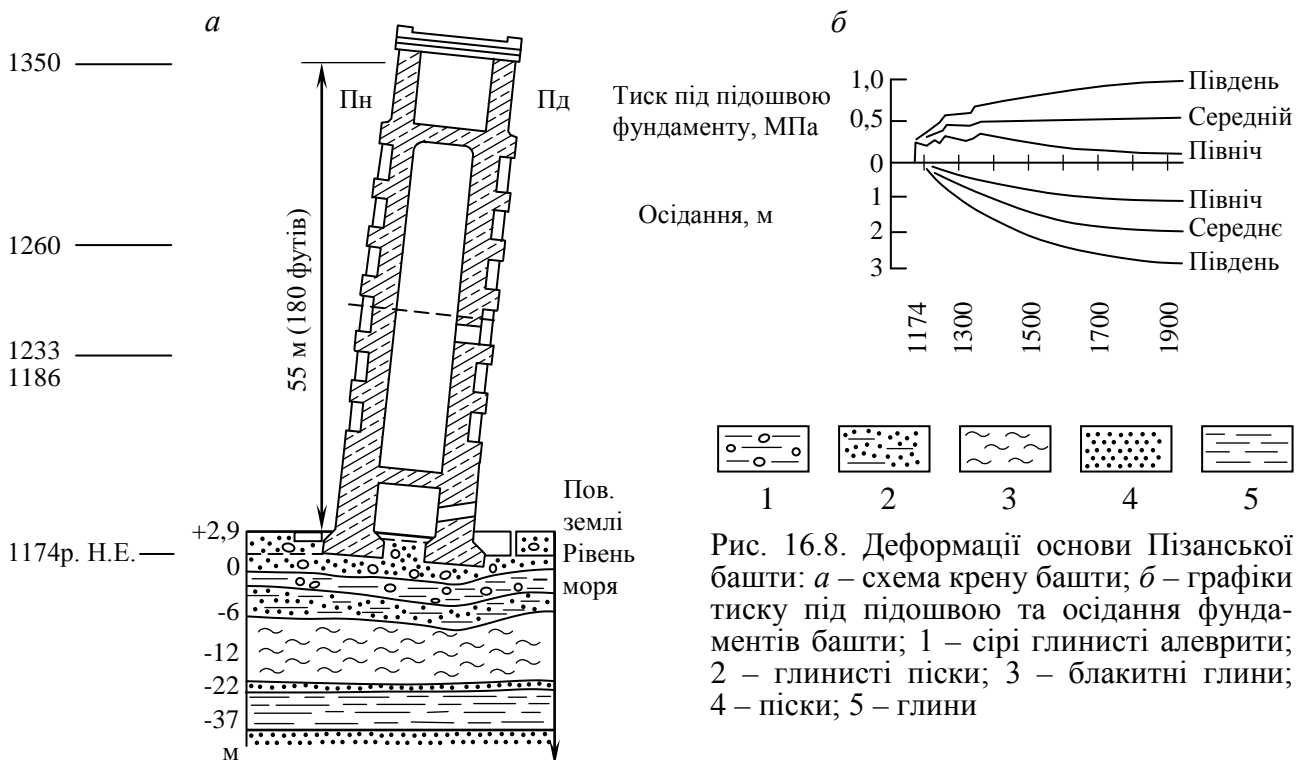 а
1350
Пн
Пд
55 м (180 футів)
1260
1233
1186
1174р. Н.Е.
+2,9
0
-6
-12
-22
-37
м
Пов.
землі
Рівень
моря
б
Тиск під підошвою
фундаменту, МПа
1,0
0,5
0
Південь
Середній
Північ
Осідання, м
1
2
3
Північ
Середнє
Південь
1174
1300
1500
1700
1900
1
2
3
4
5
Рис. 16.8. Деформації основи Пізанської
башти: а – схема крену башти; б – графіки
тиску під підошвою та осідання фунда-
ментів башти; 1 – сірі глинисті алеврити;
2 – глинисті піски; 3 – блакитні глини;
4 – піски; 5 – глини